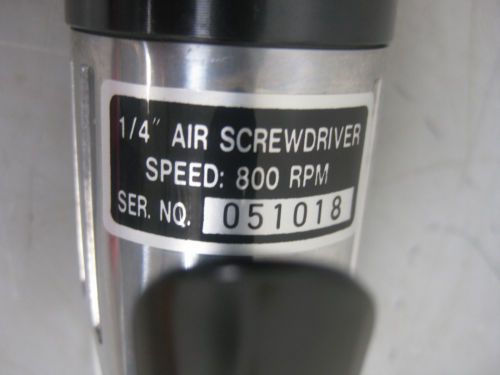 1/4" AIR SCREWDRIVER
SPEED: 800 RPM
SER. NO. 051018